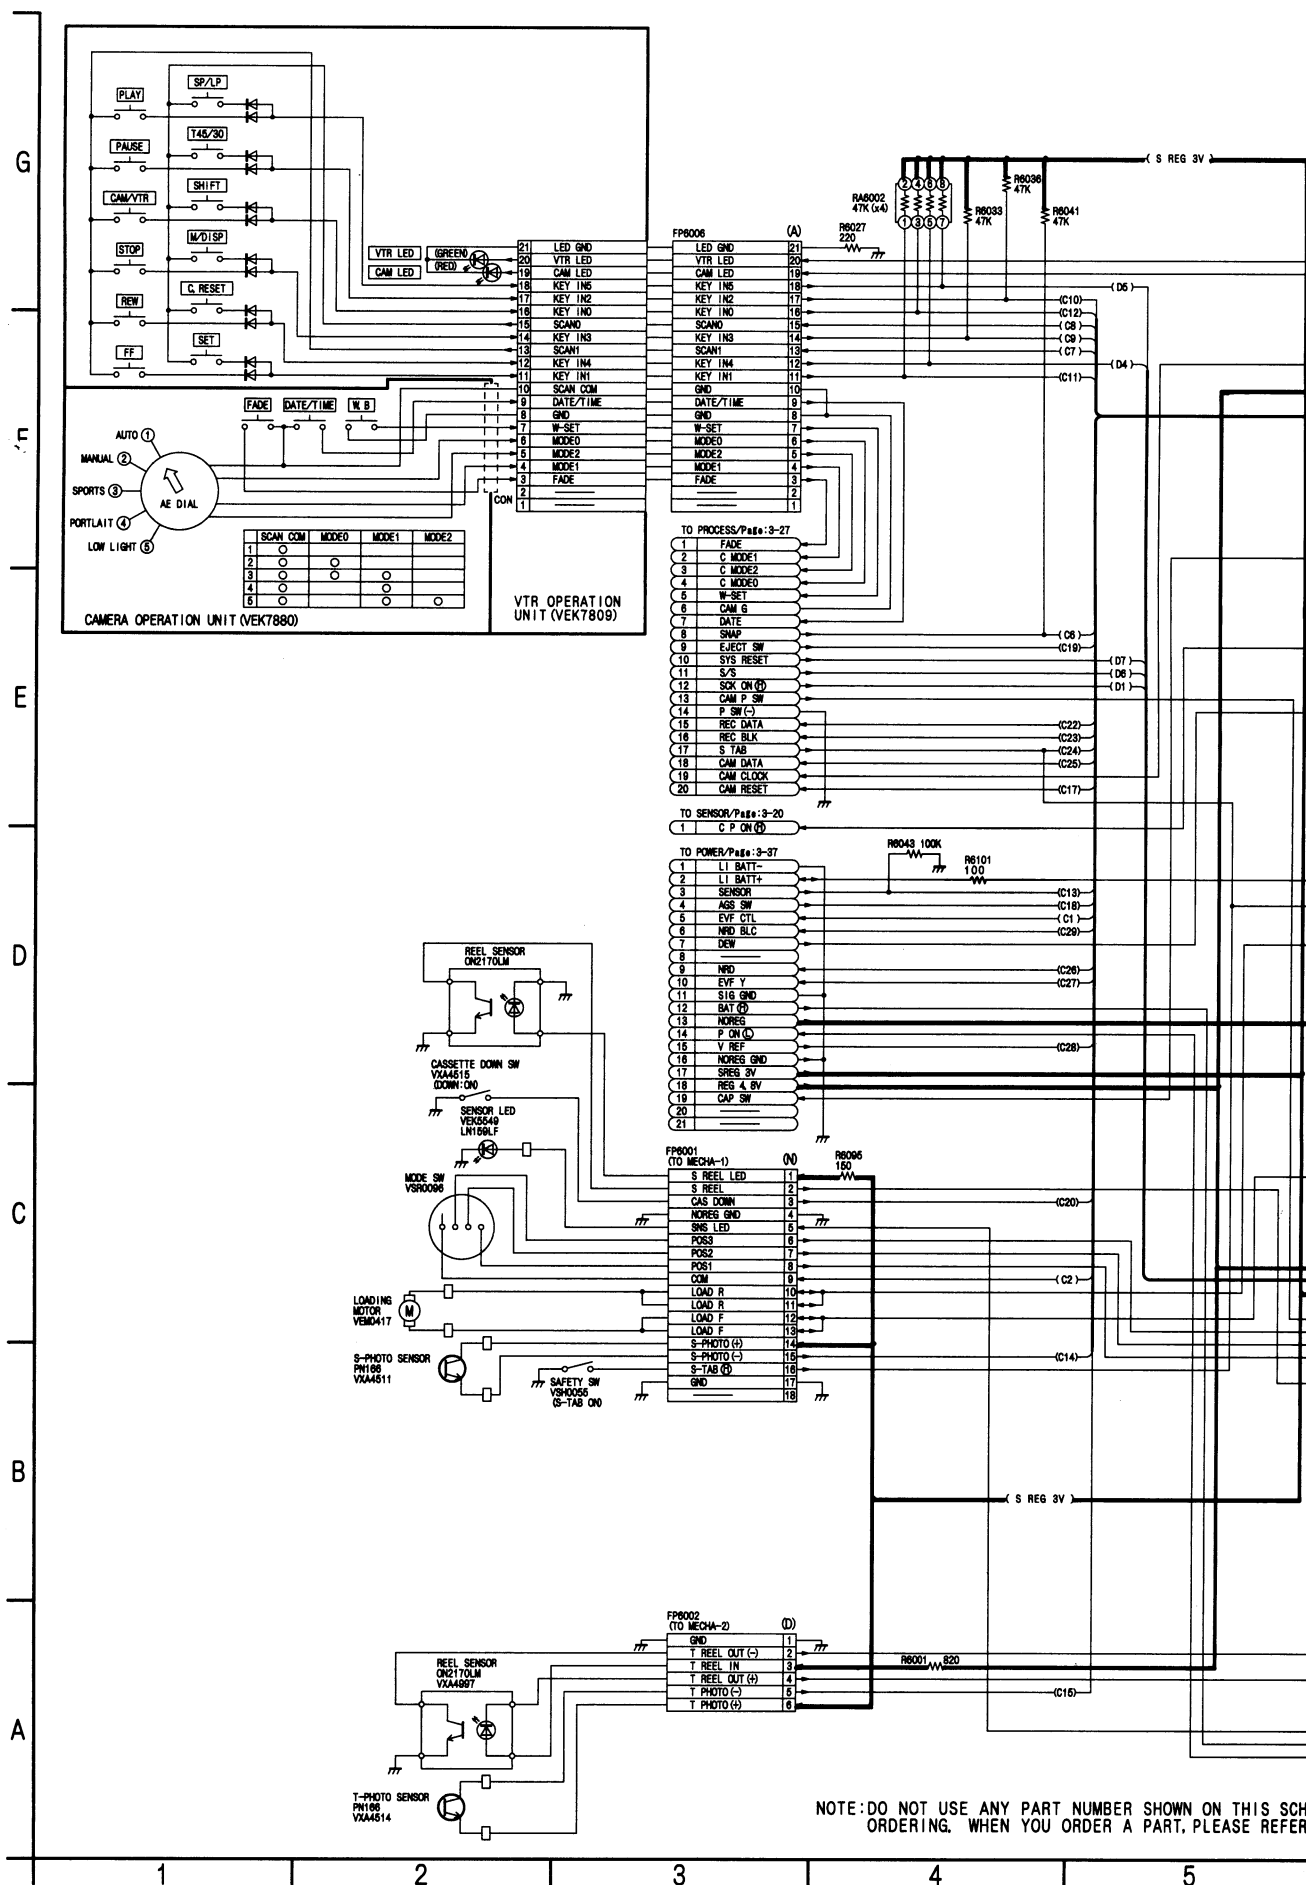 G
F
E
D
C
B
A
1 2 3 4 5
PLAY
SP/LP
PAUSE
T45/30
CAM/VTR
SHIFT
STOP
M/DISP
REW
C.RESET
FF
SET
VTR LED (GREEN)
CAM LED (RED)
21 LED GND
20 VTR LED
19 CAM LED
18 KEY IN5
17 KEY IN2
16 KEY IN0
15 SCAN0
14 KEY IN3
13 SCAN1
12 KEY IN4
11 KEY IN1
10 SCAN COM
9 DATE/TIME
8 GND
7 W-SET
6 MODE0
5 MODE2
4 MODE1
3 FADE
2
1
CON
FADE DATE/TIME W.B
AUTO ①
MANUAL ②
SPORTS ③
PORTLAIT ④
LOW LIGHT ⑤
AE DIAL
SCAN COM MODE0 MODE1 MODE2
1 ○
2 ○ ○
3 ○ ○ ○
4 ○ ○
5 ○ ○ ○
CAMERA OPERATION UNIT (VEK7880)
VTR OPERATION
UNIT (VEK7809)
FP6006 (A)
LED GND 21
VTR LED 20
CAM LED 19
KEY IN5 18
KEY IN2 17
KEY IN0 16
SCAN0 15
KEY IN3 14
SCAN1 13
KEY IN4 12
KEY IN1 11
GND 10
DATE/TIME 9
GND 8
W-SET 7
MODE0 6
MODE2 5
MODE1 4
FADE 3
2
1
R6027
220
RA6002
47K (x4)
2 4 6 8
1 3 5 7
R6033
47K
R6036
47K
R6041
47K
( S REG 3V )
(D5)
(C10)
(C12)
(C8)
(C9)
(C7)
(D4)
(C11)
TO PROCESS/Page:3-27
1 FADE
2 C MODE1
3 C MODE2
4 C MODE0
5 W-SET
6 CAM G
7 DATE
8 SNAP (C6)
9 EJECT SW (C19)
10 SYS RESET (D7)
11 S/S (D6)
12 SCK ON Ⓗ (D1)
13 CAM P SW
14 P SW(-)
15 REC DATA (C22)
16 REC BLK (C23)
17 S TAB (C24)
18 CAM DATA (C25)
19 CAM CLOCK
20 CAM RESET (C17)
TO SENSOR/Page:3-20
1 C P ON Ⓗ
TO POWER/Page:3-37
R6043 100K
R6101
100
1 LI BATT-
2 LI BATT+
3 SENSOR (C13)
4 AGS SW (C18)
5 EVF CTL (C1)
6 NRD BLC (C29)
7 DEW
8
9 NRD (C26)
10 EVF Y (C27)
11 SIG GND
12 BAT Ⓗ
13 NOREG
14 P ON Ⓛ
15 V REF (C28)
16 NOREG GND
17 SREG 3V
18 REG 4.8V
19 CAP SW
20
21
REEL SENSOR
ON2170LM
CASSETTE DOWN SW
VXA4515
(DOWN:ON)
SENSOR LED
VEK5549
LN159LF
MODE SW
VSR0096
LOADING
MOTOR
VEM0417
M
S-PHOTO SENSOR
PN166
VXA4511
SAFETY SW
VSH0055
(S-TAB ON)
FP6001
(TO MECHA-1) (N)
R6095
150
S REEL LED 1
S REEL 2
CAS DOWN 3 (C20)
NOREG GND 4
SNS LED 5
POS3 6
POS2 7
POS1 8
COM 9 (C2)
LOAD R 10
LOAD R 11
LOAD F 12
LOAD F 13
S-PHOTO(+) 14
S-PHOTO(-) 15 (C14)
S-TAB Ⓗ 16
GND 17
18
( S REG 3V )
FP6002
(TO MECHA-2) (D)
GND 1
T REEL OUT(-) 2
T REEL IN 3
T REEL OUT(+) 4
T PHOTO(-) 5 (C15)
T PHOTO(+) 6
R6001 820
REEL SENSOR
ON2170LM
VXA4997
T-PHOTO SENSOR
PN166
VXA4514
NOTE:DO NOT USE ANY PART NUMBER SHOWN ON THIS SCH
ORDERING. WHEN YOU ORDER A PART, PLEASE REFER